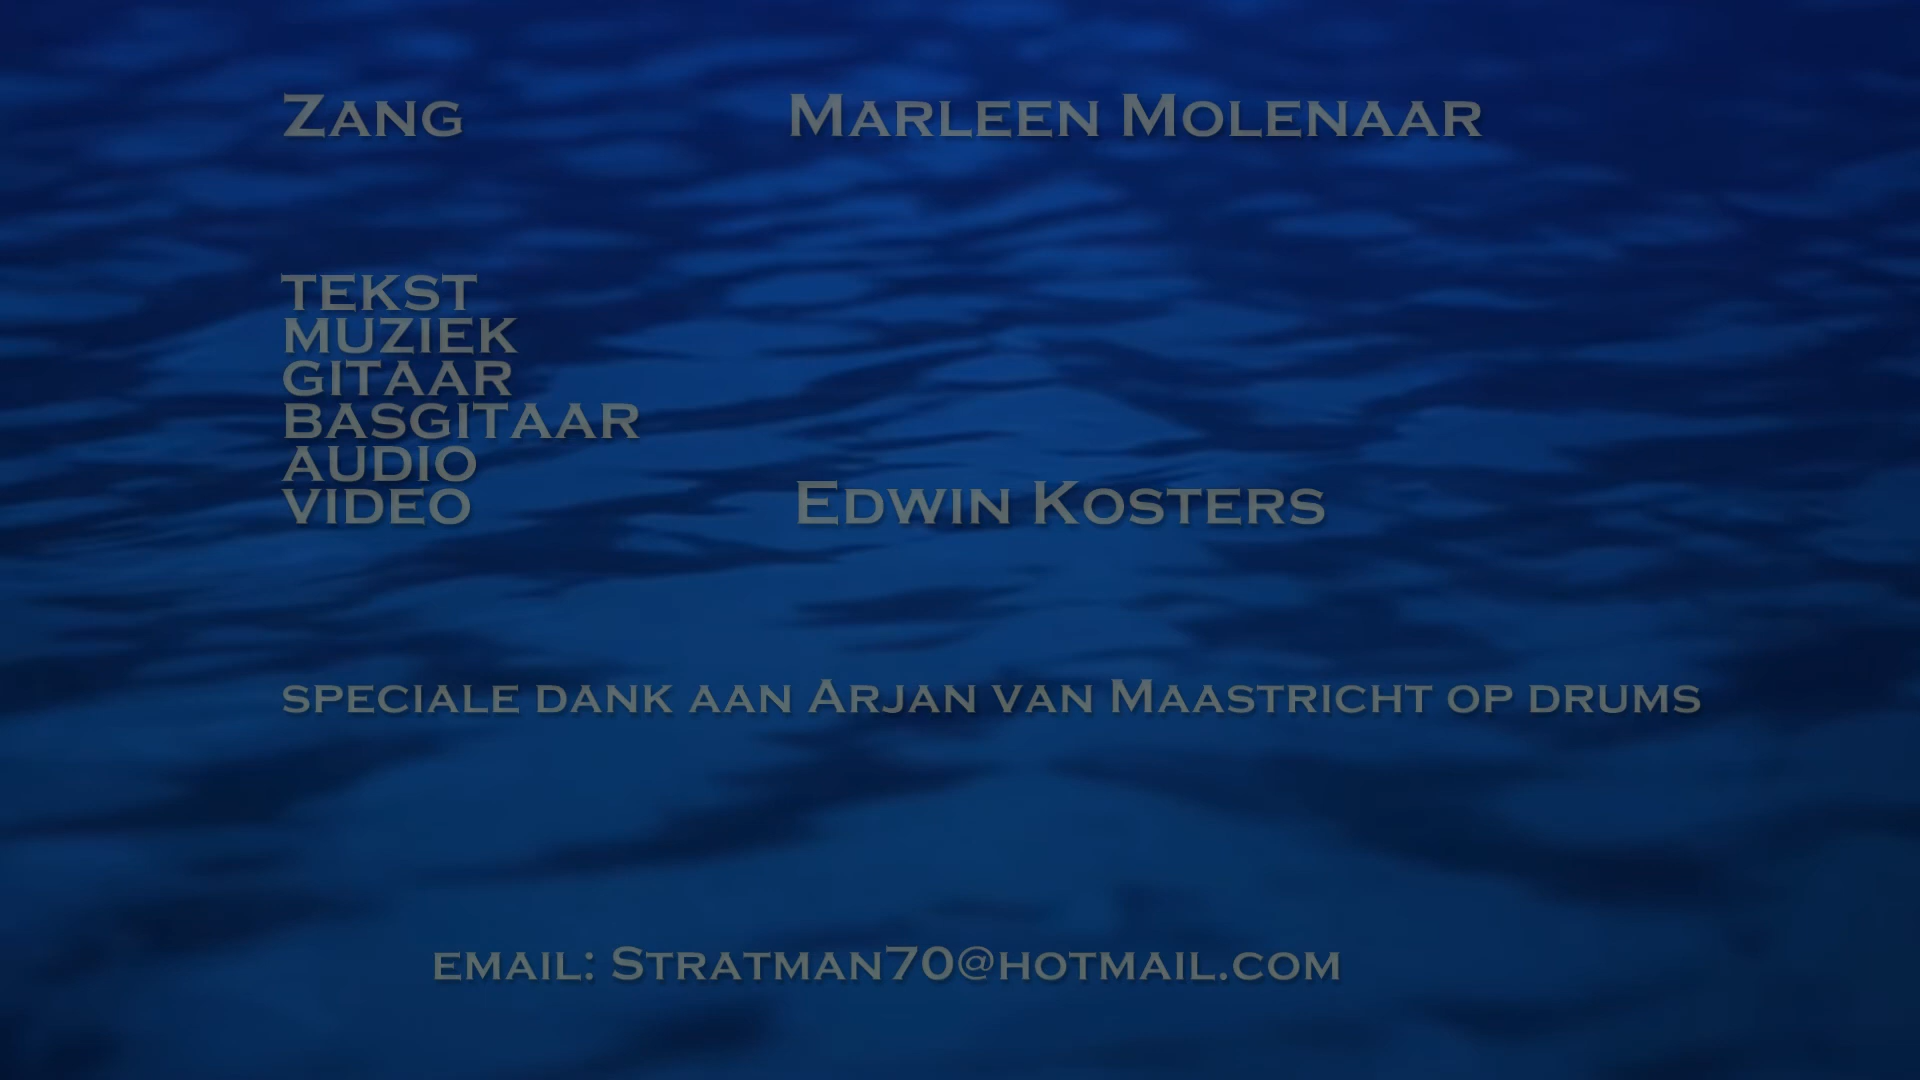 Zang Marleen Molenaar
TEKST
MUZIEK
GITAAR
BASGITAAR
AUDIO
VIDEO Edwin Kosters
speciale dank aan Arjan van Maastricht op drums
email: Stratman70@hotmail.com